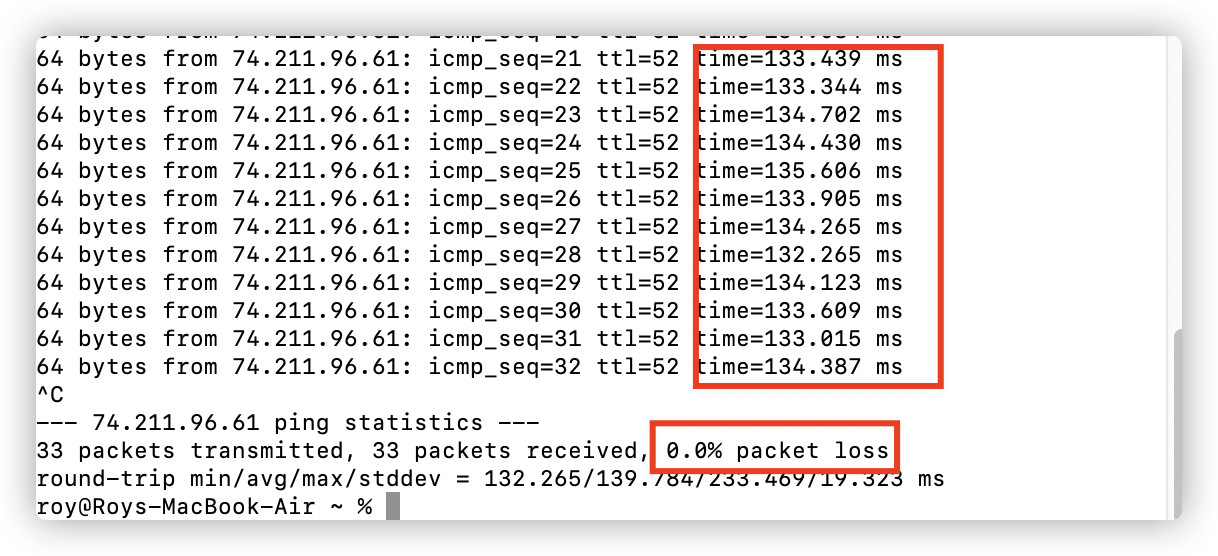 64 bytes from 74.211.96.61: icmp_seq=21 ttl=52 time=133.439 ms
64 bytes from 74.211.96.61: icmp_seq=22 ttl=52 time=133.344 ms
64 bytes from 74.211.96.61: icmp_seq=23 ttl=52 time=134.702 ms
64 bytes from 74.211.96.61: icmp_seq=24 ttl=52 time=134.430 ms
64 bytes from 74.211.96.61: icmp_seq=25 ttl=52 time=135.606 ms
64 bytes from 74.211.96.61: icmp_seq=26 ttl=52 time=133.905 ms
64 bytes from 74.211.96.61: icmp_seq=27 ttl=52 time=134.265 ms
64 bytes from 74.211.96.61: icmp_seq=28 ttl=52 time=132.265 ms
64 bytes from 74.211.96.61: icmp_seq=29 ttl=52 time=134.123 ms
64 bytes from 74.211.96.61: icmp_seq=30 ttl=52 time=133.609 ms
64 bytes from 74.211.96.61: icmp_seq=31 ttl=52 time=133.015 ms
64 bytes from 74.211.96.61: icmp_seq=32 ttl=52 time=134.387 ms
^C
--- 74.211.96.61 ping statistics ---
33 packets transmitted, 33 packets received, 0.0% packet loss
round-trip min/avg/max/stddev = 132.265/139.784/233.469/19.323 ms
roy@Roys-MacBook-Air ~ %